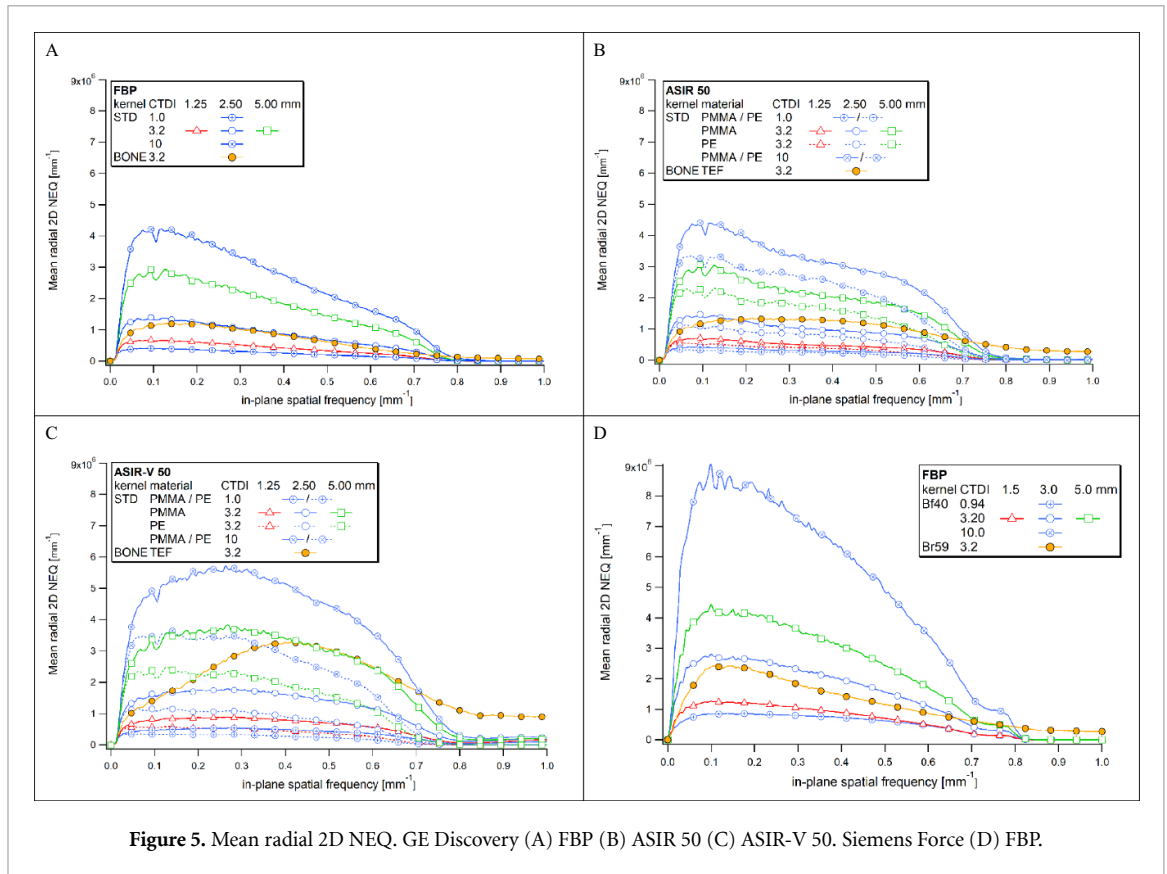 A
9x10⁶
8
7
6
5
4
3
2
1
0
Mean radial 2D NEQ [mm⁻¹]
FBP
kernel CTDI 1.25 2.50 5.00 mm
STD 1.0
3.2
10
BONE 3.2
0.0 0.1 0.2 0.3 0.4 0.5 0.6 0.7 0.8 0.9 1.0
in-plane spatial frequency [mm⁻¹]
B
9x10⁶
8
7
6
5
4
3
2
1
0
Mean radial 2D NEQ [mm⁻¹]
ASIR 50
kernel material CTDI 1.25 2.50 5.00 mm
STD PMMA / PE 1.0 /
PMMA 3.2
PE 3.2
PMMA / PE 10 /
BONE TEF 3.2
0.0 0.1 0.2 0.3 0.4 0.5 0.6 0.7 0.8 0.9 1.0
in-plane spatial frequency [mm⁻¹]
C
9x10⁶
8
7
6
5
4
3
2
1
0
Mean radial 2D NEQ [mm⁻¹]
ASIR-V 50
kernel material CTDI 1.25 2.50 5.00 mm
STD PMMA / PE 1.0 /
PMMA 3.2
PE 3.2
PMMA / PE 10 /
BONE TEF 3.2
0.0 0.1 0.2 0.3 0.4 0.5 0.6 0.7 0.8 0.9 1.0
in-plane spatial frequency [mm⁻¹]
D
9x10⁶
8
7
6
5
4
3
2
1
0
Mean radial 2D NEQ [mm⁻¹]
FBP
kernel CTDI 1.5 3.0 5.0 mm
Bf40 0.94
3.20
10.0
Br59 3.2
0.0 0.1 0.2 0.3 0.4 0.5 0.6 0.7 0.8 0.9 1.0
in-plane spatial frequency [mm⁻¹]
Figure 5. Mean radial 2D NEQ. GE Discovery (A) FBP (B) ASIR 50 (C) ASIR-V 50. Siemens Force (D) FBP.